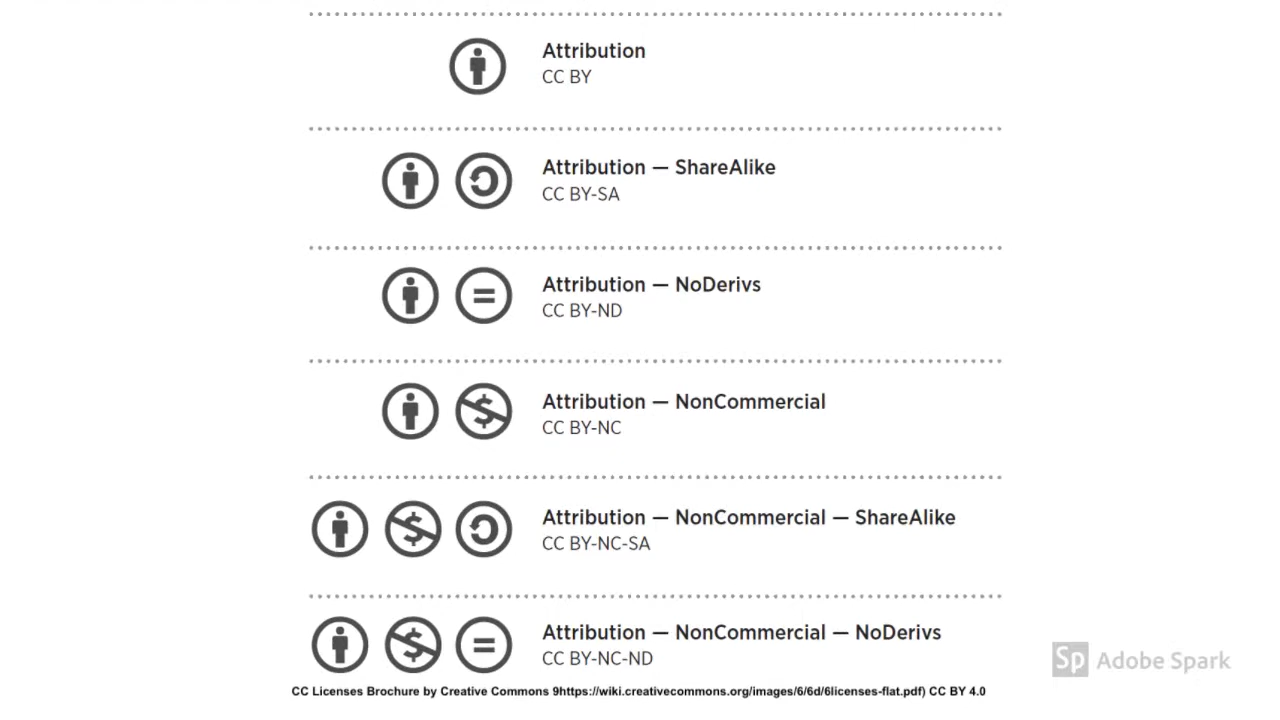 Attribution
CC BY
Attribution — ShareAlike
CC BY-SA
Attribution — NoDerivs
CC BY-ND
Attribution — NonCommercial
CC BY-NC
Attribution — NonCommercial — ShareAlike
CC BY-NC-SA
Attribution — NonCommercial — NoDerivs
CC BY-NC-ND
Sp Adobe Spark
CC Licenses Brochure by Creative Commons 9https://wiki.creativecommons.org/images/6/6d/6licenses-flat.pdf) CC BY 4.0